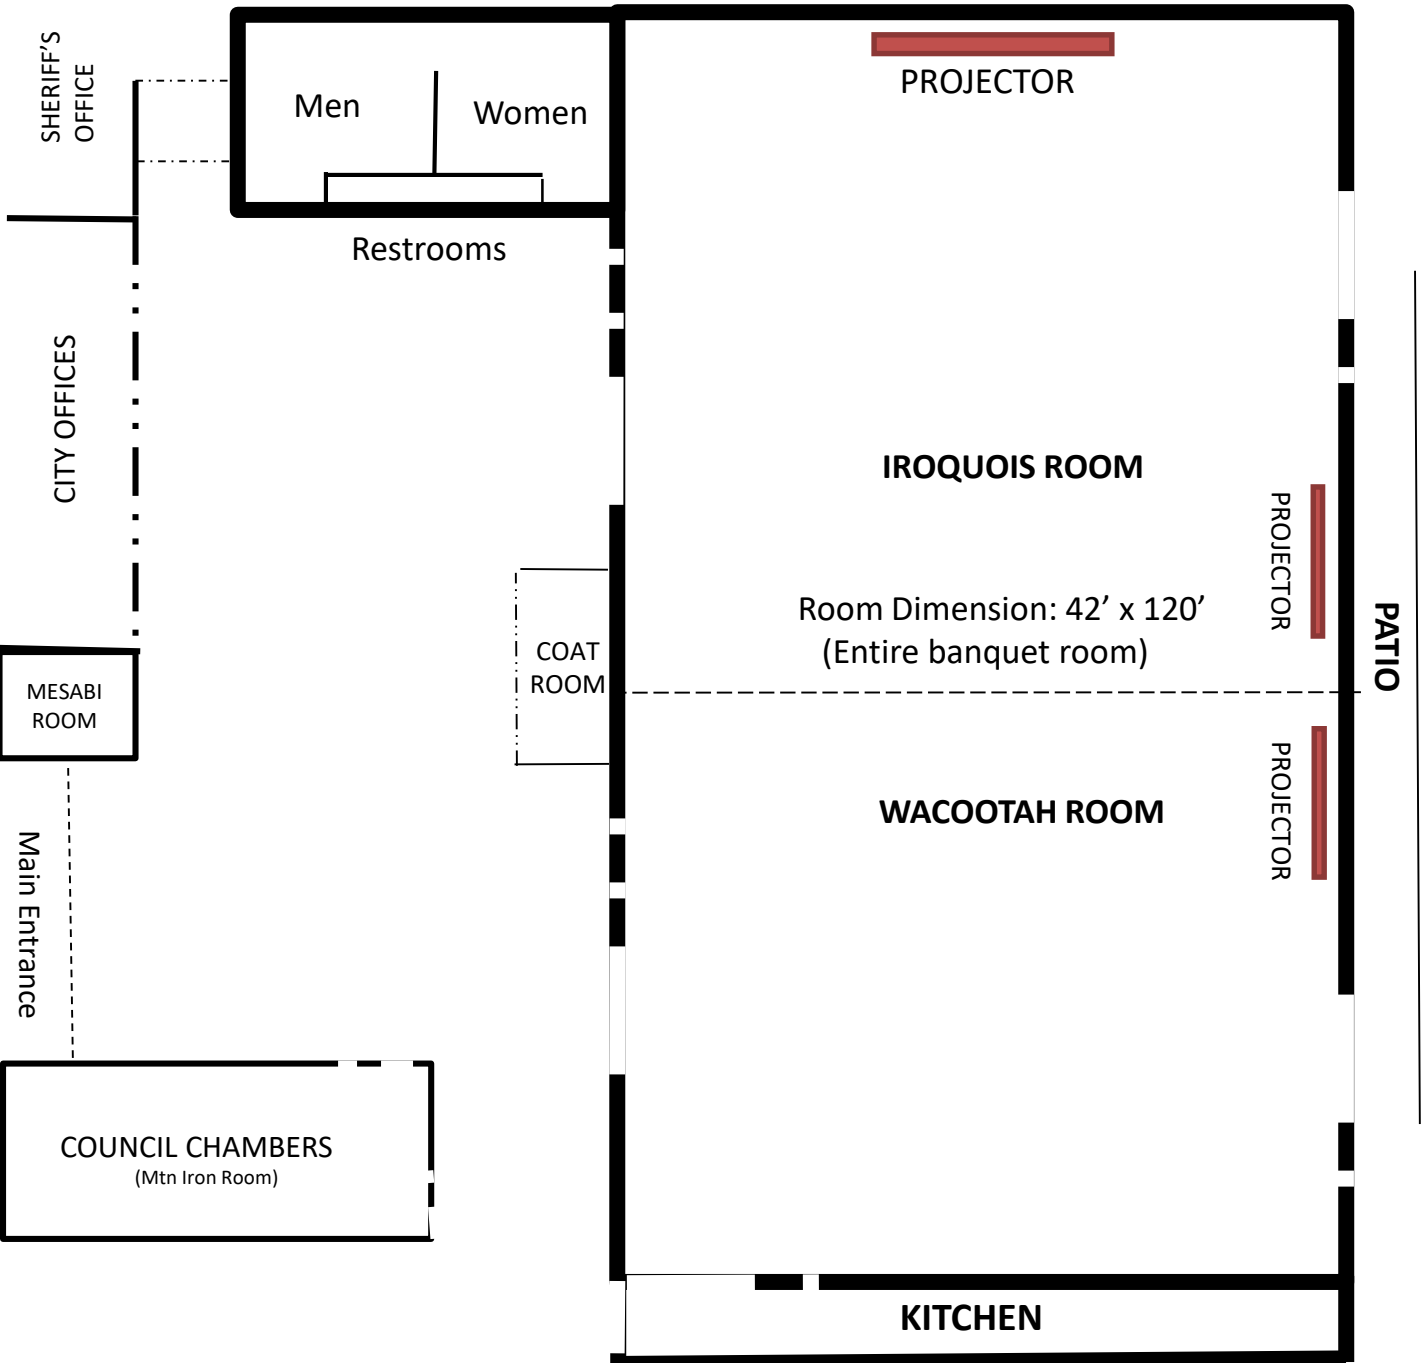 SHERIFF’S
OFFICE
Men
Women
PROJECTOR
Restrooms
CITY OFFICES
IROQUOIS ROOM
PROJECTOR
Room Dimension: 42’ x 120’
(Entire banquet room)
PATIO
COAT
ROOM
MESABI
ROOM
WACOOTAH ROOM
PROJECTOR
Main Entrance
COUNCIL CHAMBERS
(Mtn Iron Room)
KITCHEN